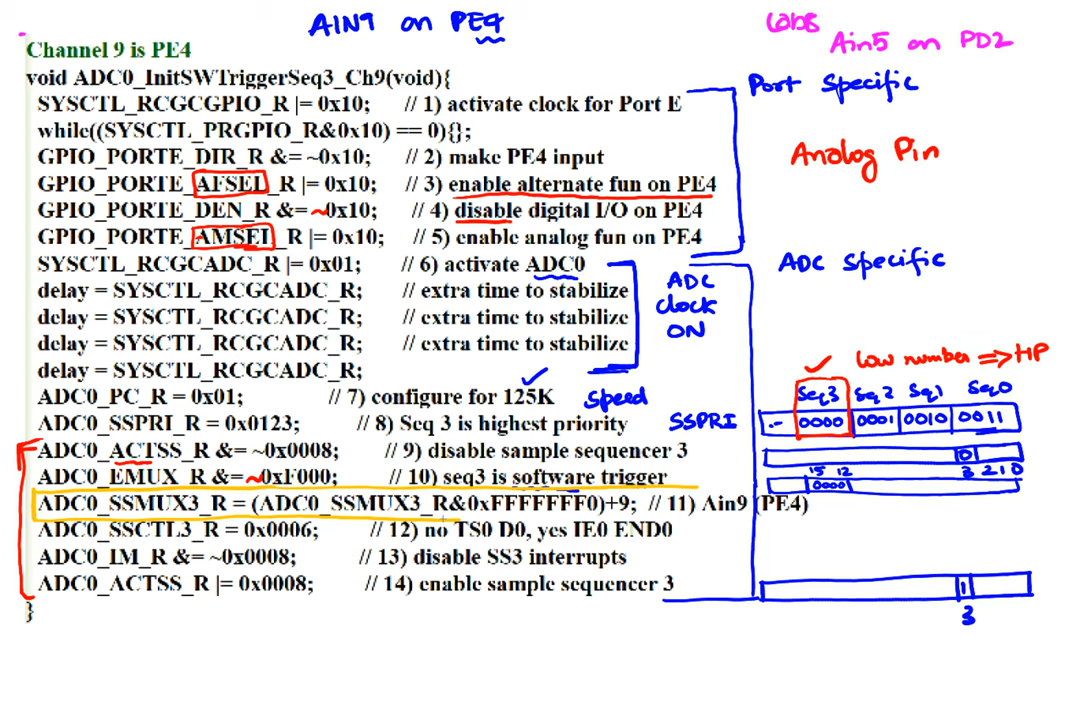 AIN9 on PE4
Labs
Ain5 on PD2
Channel 9 is PE4
void ADC0_InitSWTriggerSeq3_Ch9(void){
SYSCTL_RCGCGPIO_R |= 0x10; // 1) activate clock for Port E
while((SYSCTL_PRGPIO_R&0x10) == 0){};
GPIO_PORTE_DIR_R &= ~0x10; // 2) make PE4 input
GPIO_PORTE_AFSEL_R |= 0x10; // 3) enable alternate fun on PE4
GPIO_PORTE_DEN_R &= ~0x10; // 4) disable digital I/O on PE4
GPIO_PORTE_AMSEL_R |= 0x10; // 5) enable analog fun on PE4
SYSCTL_RCGCADC_R |= 0x01; // 6) activate ADC0
delay = SYSCTL_RCGCADC_R; // extra time to stabilize
delay = SYSCTL_RCGCADC_R; // extra time to stabilize
delay = SYSCTL_RCGCADC_R; // extra time to stabilize
delay = SYSCTL_RCGCADC_R;
ADC0_PC_R = 0x01; // 7) configure for 125K
ADC0_SSPRI_R = 0x0123; // 8) Seq 3 is highest priority
ADC0_ACTSS_R &= ~0x0008; // 9) disable sample sequencer 3
ADC0_EMUX_R &= ~0xF000; // 10) seq3 is software trigger
ADC0_SSMUX3_R = (ADC0_SSMUX3_R&0xFFFFFFF0)+9; // 11) Ain9 (PE4)
ADC0_SSCTL3_R = 0x0006; // 12) no TS0 D0, yes IE0 END0
ADC0_IM_R &= ~0x0008; // 13) disable SS3 interrupts
ADC0_ACTSS_R |= 0x0008; // 14) enable sample sequencer 3
}
Port Specific
Analog Pin
ADC Specific
ADC
clock
ON
speed
Low number => HP
Seq3 Seq2 Seq1 Seq0
SSPRI -- 0000 0001 0010 0011
0
15 12 3 2 1 0
0000
1
3